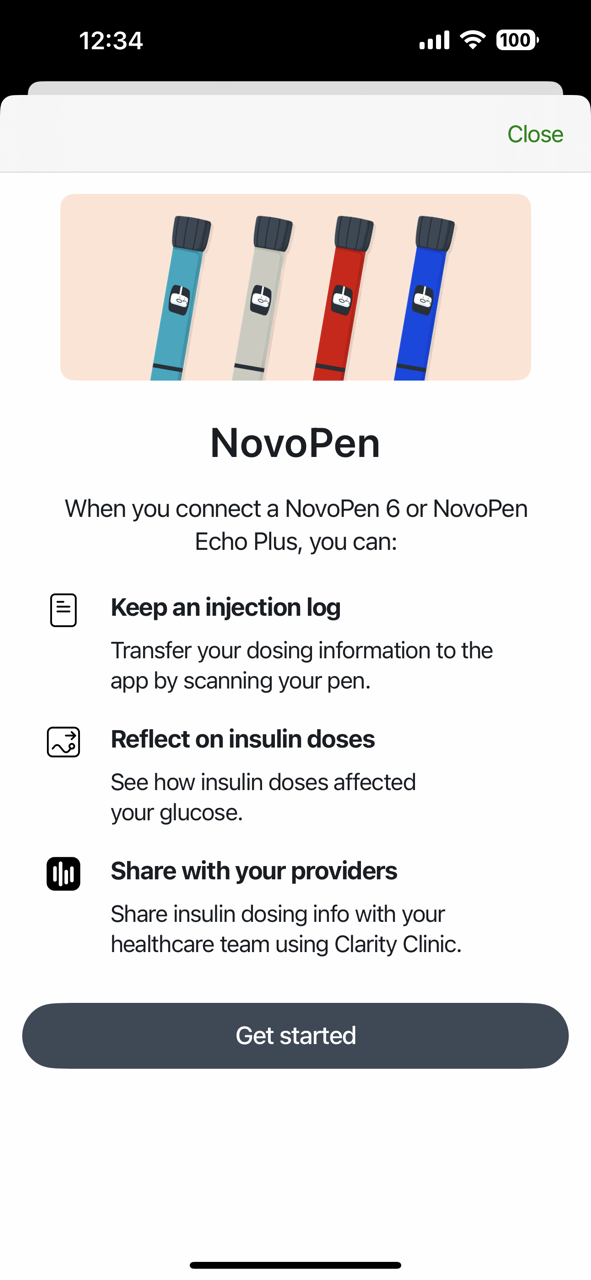 12:34
100
Close
NovoPen
When you connect a NovoPen 6 or NovoPen
Echo Plus, you can:
Keep an injection log
Transfer your dosing information to the
app by scanning your pen.
Reflect on insulin doses
See how insulin doses affected
your glucose.
Share with your providers
Share insulin dosing info with your
healthcare team using Clarity Clinic.
Get started